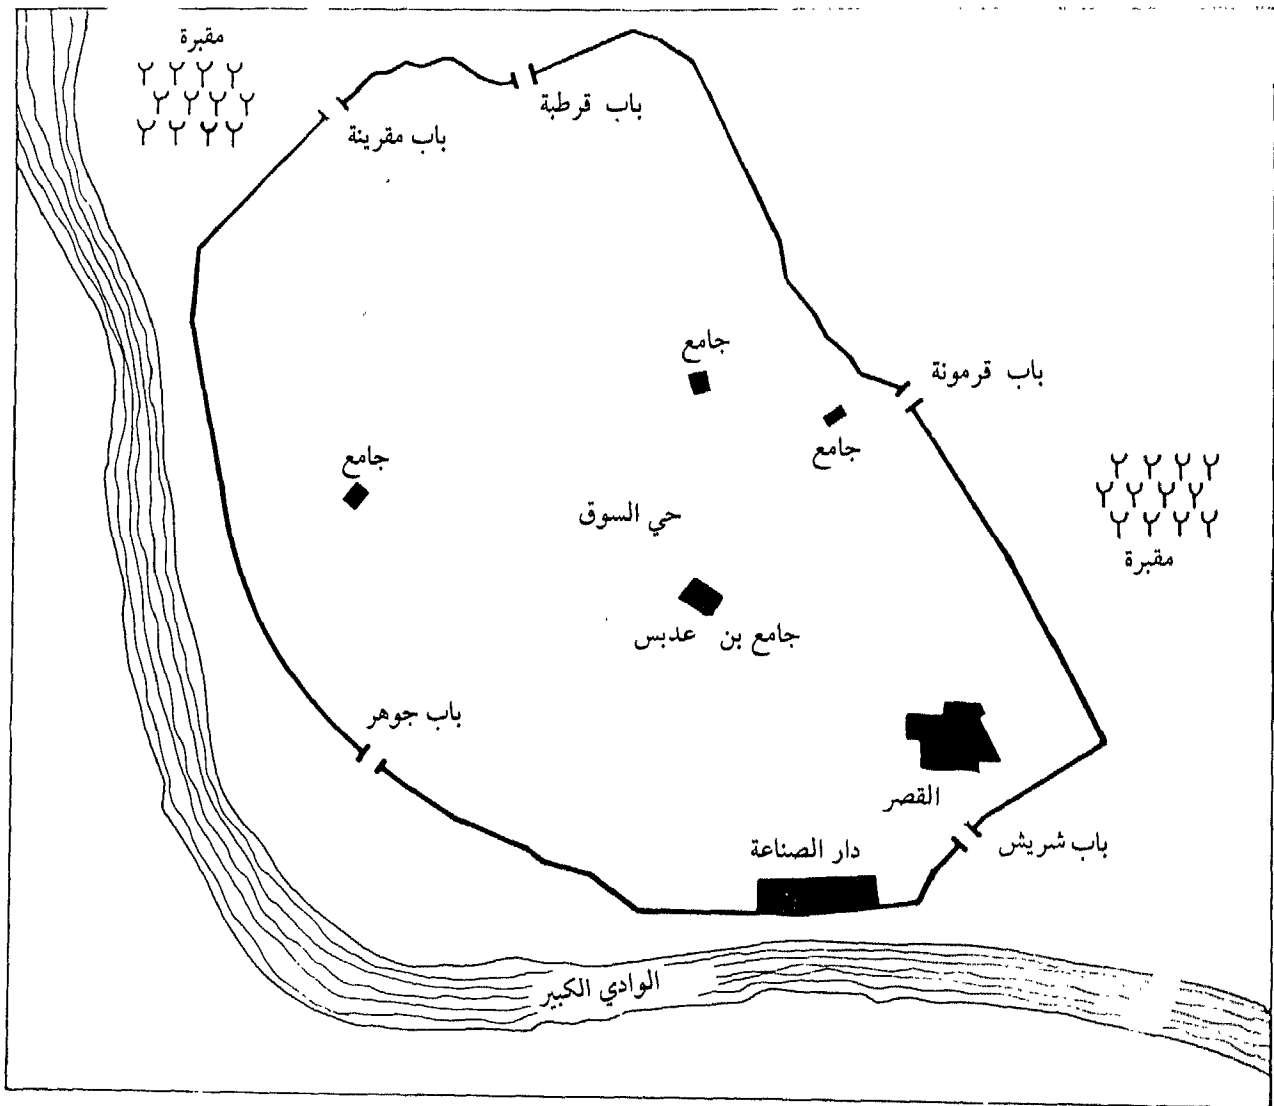 مقبرة
باب قرطبة
باب مقرينة
جامع
باب قرمونة
جامع
جامع
حي السوق
مقبرة
جامع بن عدبس
باب جوهر
القصر
باب شريش
دار الصناعة
الوادي الكبير